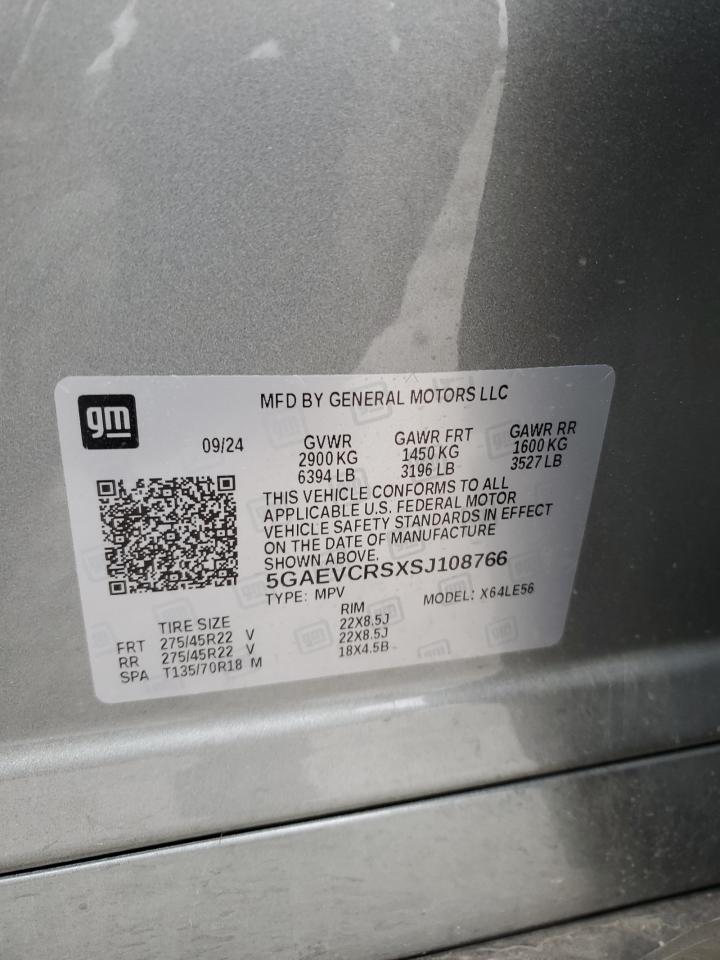 gm
MFD BY GENERAL MOTORS LLC
09/24
GVWR
2900 KG
6394 LB
GAWR FRT
1450 KG
3196 LB
GAWR RR
1600 KG
3527 LB
THIS VEHICLE CONFORMS TO ALL
APPLICABLE U.S. FEDERAL MOTOR
VEHICLE SAFETY STANDARDS IN EFFECT
ON THE DATE OF MANUFACTURE
SHOWN ABOVE.
5GAEVCRSXSJ108766
TYPE: MPV MODEL: X64LE56
TIRE SIZE RIM
FRT 275/45R22 V 22X8.5J
RR 275/45R22 V 22X8.5J
SPA T135/70R18 M 18X4.5B